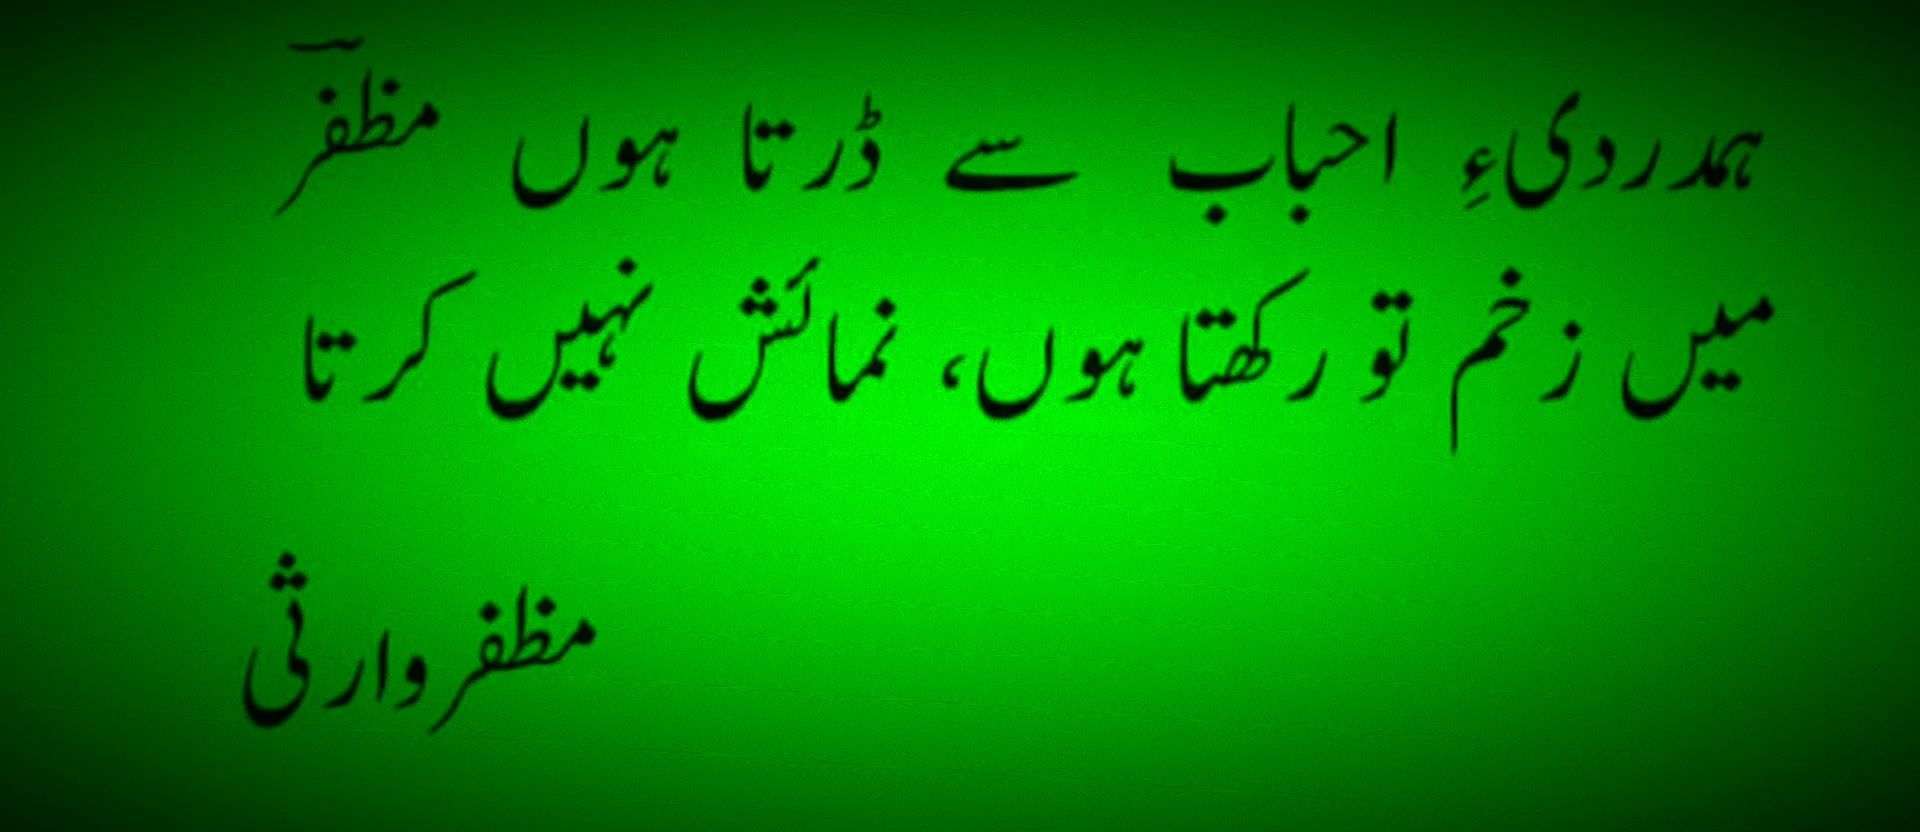 ہمدردیءِ احباب سے ڈرتا ہوں مظفرؔ
میں زخم تو رکھتا ہوں، نمائش نہیں کرتا
مظفر وارثی